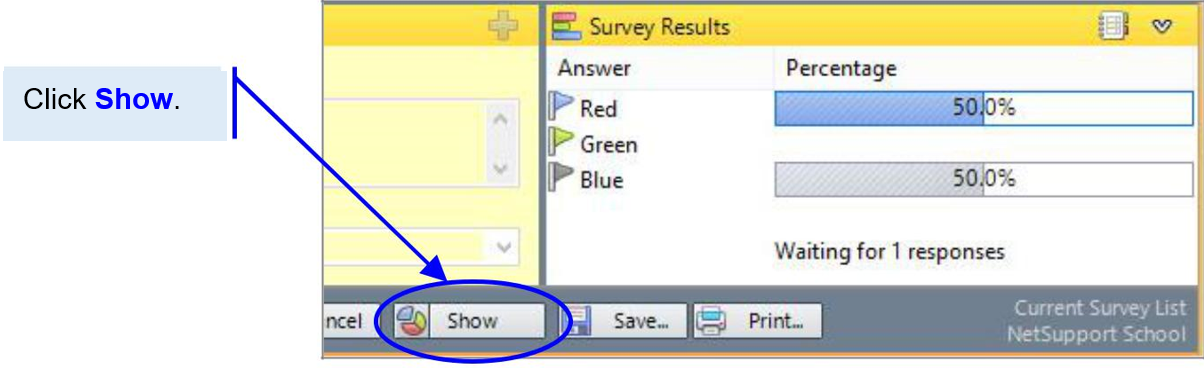 Click Show.
Survey Results
Answer Percentage
Red 50.0%
Green
Blue 50.0%
Waiting for 1 responses
Show Save... Print...
Current Survey List
NetSupport School